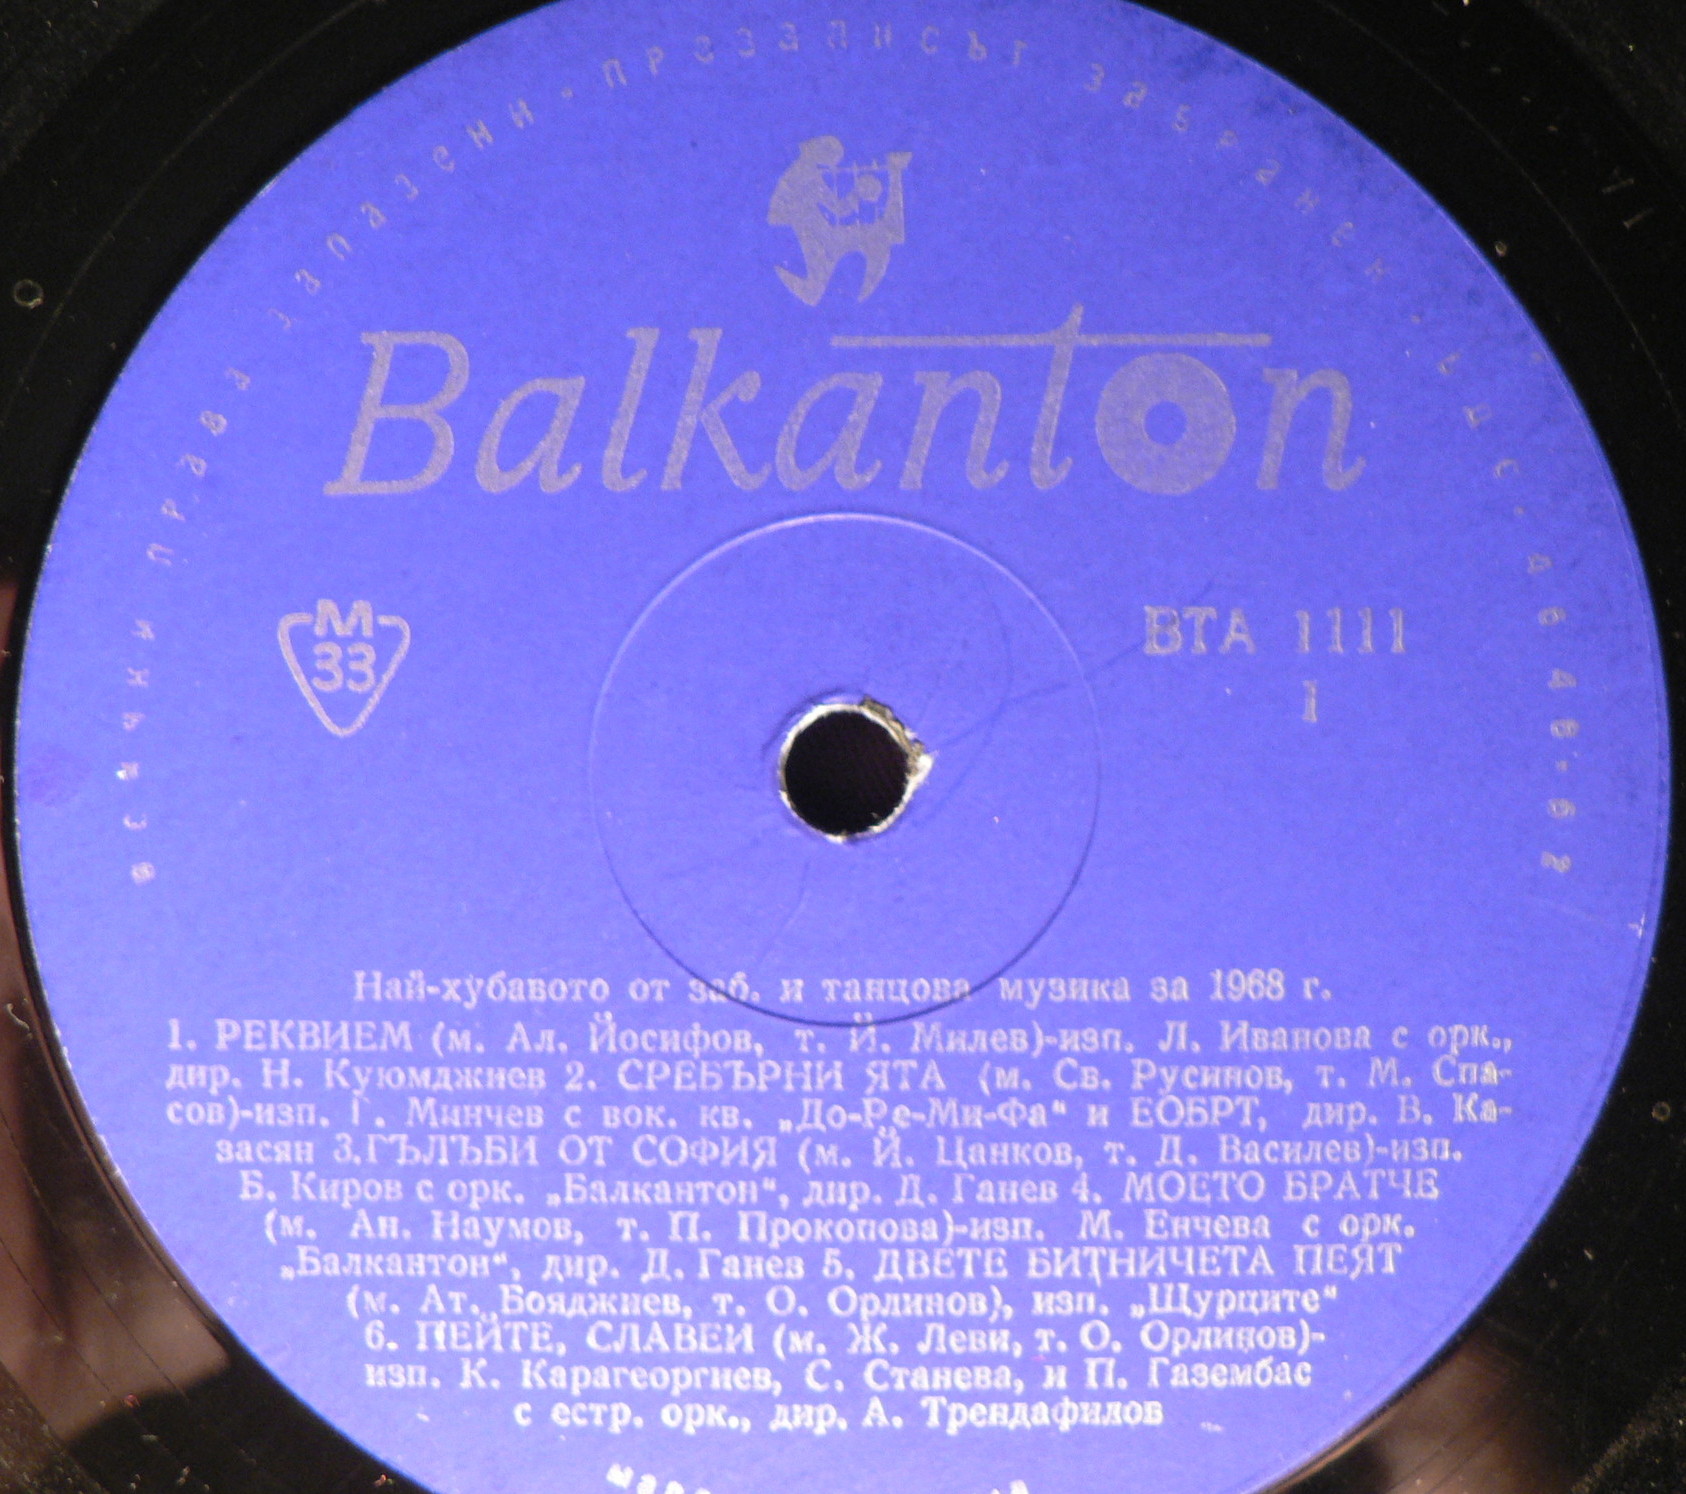 всички права запазени · презаписът забранен · БДС. 6646-62
Balkanton
М
33
ВТА 1111
I
Най-хубавото от заб. и танцова музика за 1968 г.
1. РЕКВИЕМ (м. Ал. Йосифов, т. Й. Милев)-изп. Л. Иванова с орк.,
дир. Н. Куюмджиев 2. СРЕБЪРНИ ЯТА (м. Св. Русинов, т. М. Спа-
сов)-изп. Г. Минчев с вок. кв. „До-Ре-Ми-Фа“ и ЕОБРТ, дир. В. Ка-
засян 3.ГЪЛЪБИ ОТ СОФИЯ (м. Й. Цанков, т. Д. Василев)-изп.
Б. Киров с орк. „Балкантон“, дир. Д. Ганев 4. МОЕТО БРАТЧЕ
(м. Ан. Наумов, т. П. Прокопова)-изп. М. Енчева с орк.
„Балкантон“, дир. Д. Ганев 5. ДВЕТЕ БИТНИЧЕТА ПЕЯТ
(м. Ат. Бояджиев, т. О. Орлинов), изп. „Щурците“
6. ПЕЙТЕ, СЛАВЕИ (м. Ж. Леви, т. О. Орлинов)-
изп. К. Карагеоргиев, С. Станева, и П. Газембас
с естр. орк., дир. А. Трендафилов